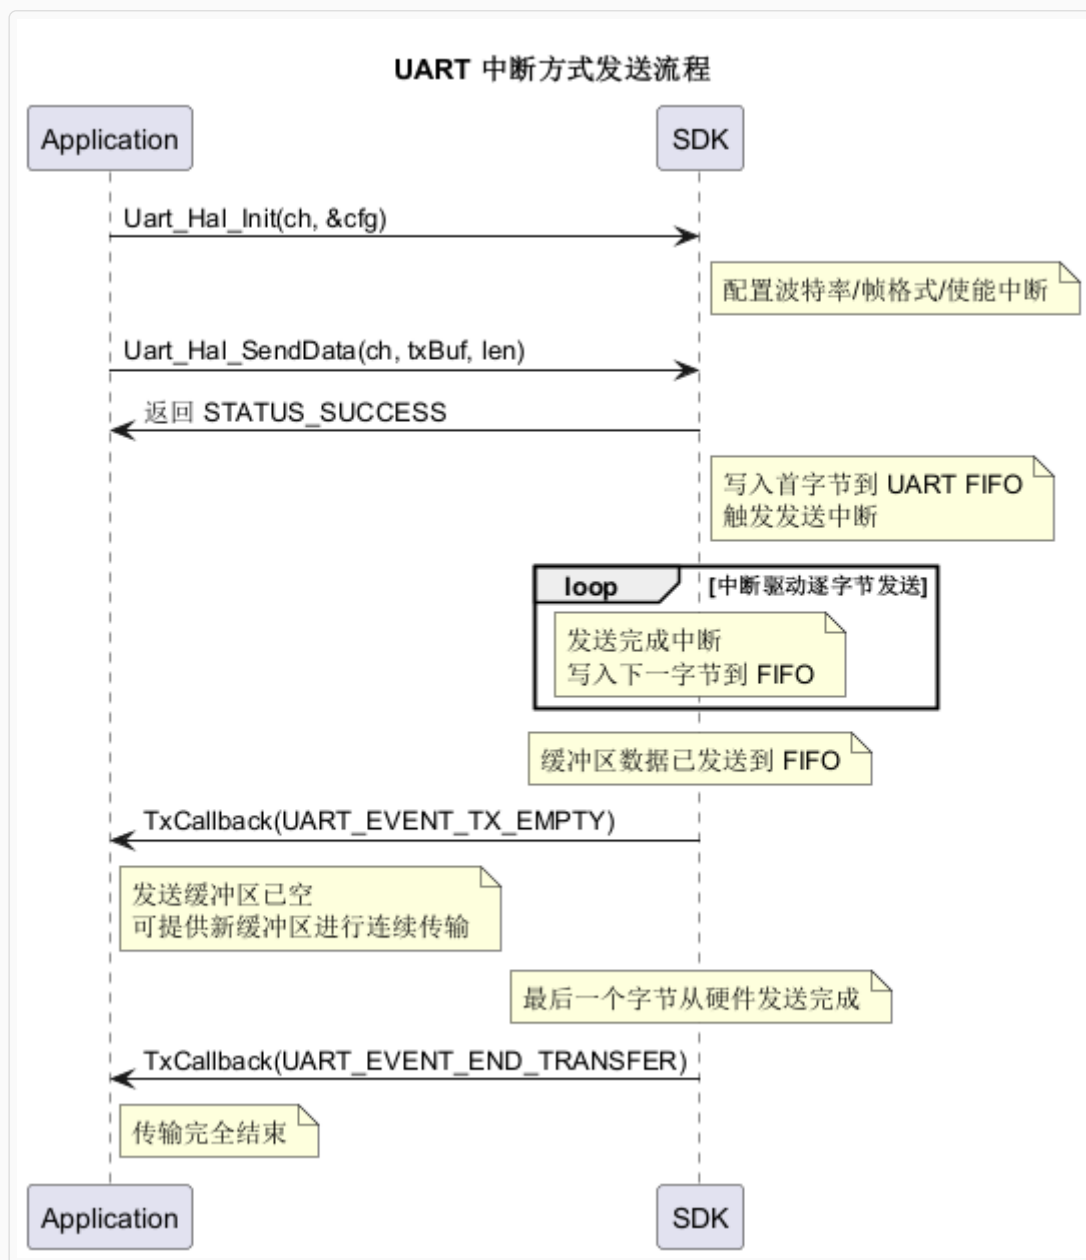 UART 中断方式发送流程
Application
SDK
Uart_Hal_Init(ch, &cfg)
配置波特率/帧格式/使能中断
Uart_Hal_SendData(ch, txBuf, len)
返回 STATUS_SUCCESS
写入首字节到 UART FIFO
触发发送中断
loop
[中断驱动逐字节发送]
发送完成中断
写入下一字节到 FIFO
缓冲区数据已发送到 FIFO
TxCallback(UART_EVENT_TX_EMPTY)
发送缓冲区已空
可提供新缓冲区进行连续传输
最后一个字节从硬件发送完成
TxCallback(UART_EVENT_END_TRANSFER)
传输完全结束
Application
SDK